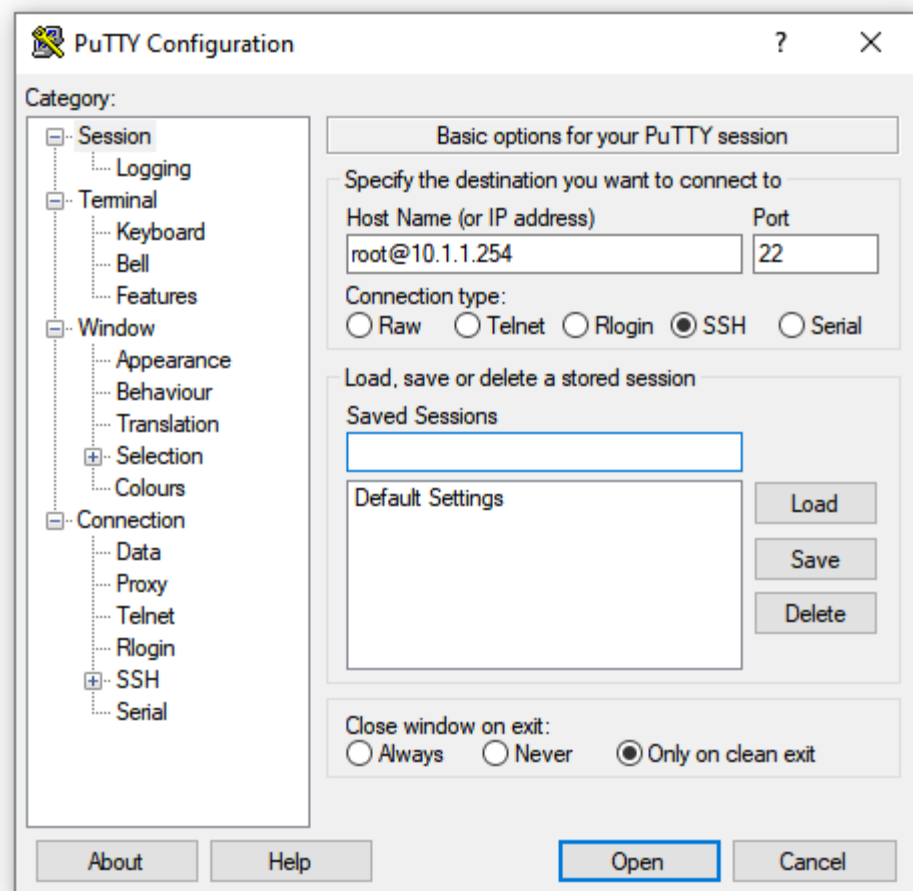 PuTTY Configuration
?
Category:
Session
Logging
Terminal
Keyboard
Bell
Features
Window
Appearance
Behaviour
Translation
Selection
Colours
Connection
Data
Proxy
Telnet
Rlogin
SSH
Serial
Basic options for your PuTTY session
Specify the destination you want to connect to
Host Name (or IP address) Port
root@10.1.1.254 22
Connection type:
Raw Telnet Rlogin SSH Serial
Load, save or delete a stored session
Saved Sessions
Default Settings
Load
Save
Delete
Close window on exit:
Always Never Only on clean exit
About Help Open Cancel